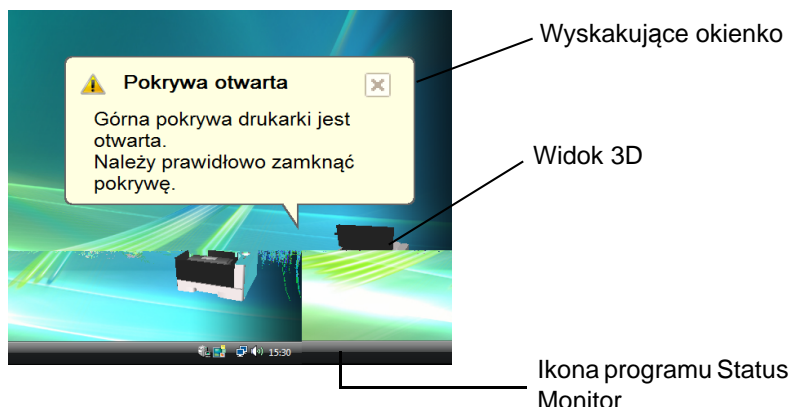 Wyskakujące okienko
Pokrywa otwarta
Górna pokrywa drukarki jest
otwarta.
Należy prawidłowo zamknąć
pokrywę.
Widok 3D
15:30
Ikona programu Status
Monitor